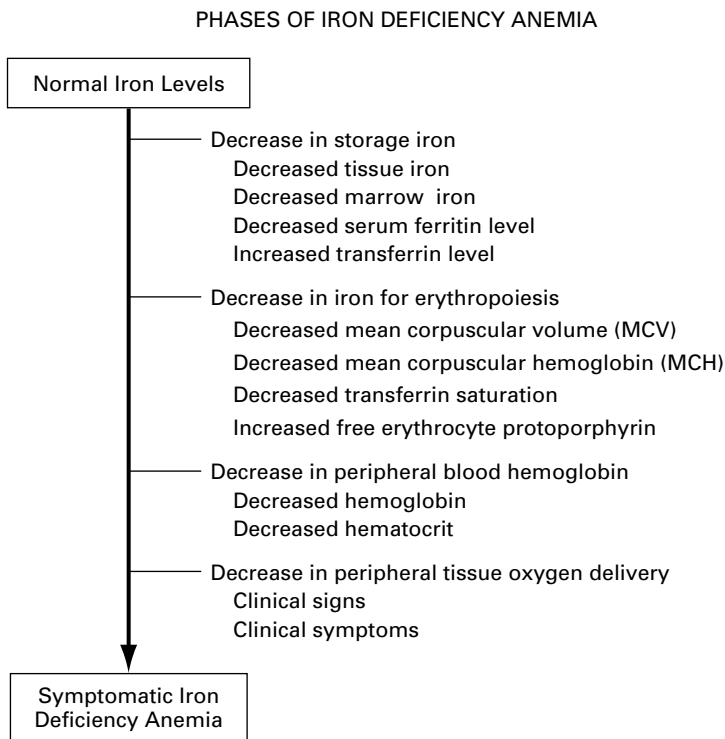 PHASES OF IRON DEFICIENCY ANEMIA
Normal Iron Levels
Decrease in storage iron
Decreased tissue iron
Decreased marrow iron
Decreased serum ferritin level
Increased transferrin level
Decrease in iron for erythropoiesis
Decreased mean corpuscular volume (MCV)
Decreased mean corpuscular hemoglobin (MCH)
Decreased transferrin saturation
Increased free erythrocyte protoporphyrin
Decrease in peripheral blood hemoglobin
Decreased hemoglobin
Decreased hematocrit
Decrease in peripheral tissue oxygen delivery
Clinical signs
Clinical symptoms
Symptomatic Iron
Deficiency Anemia